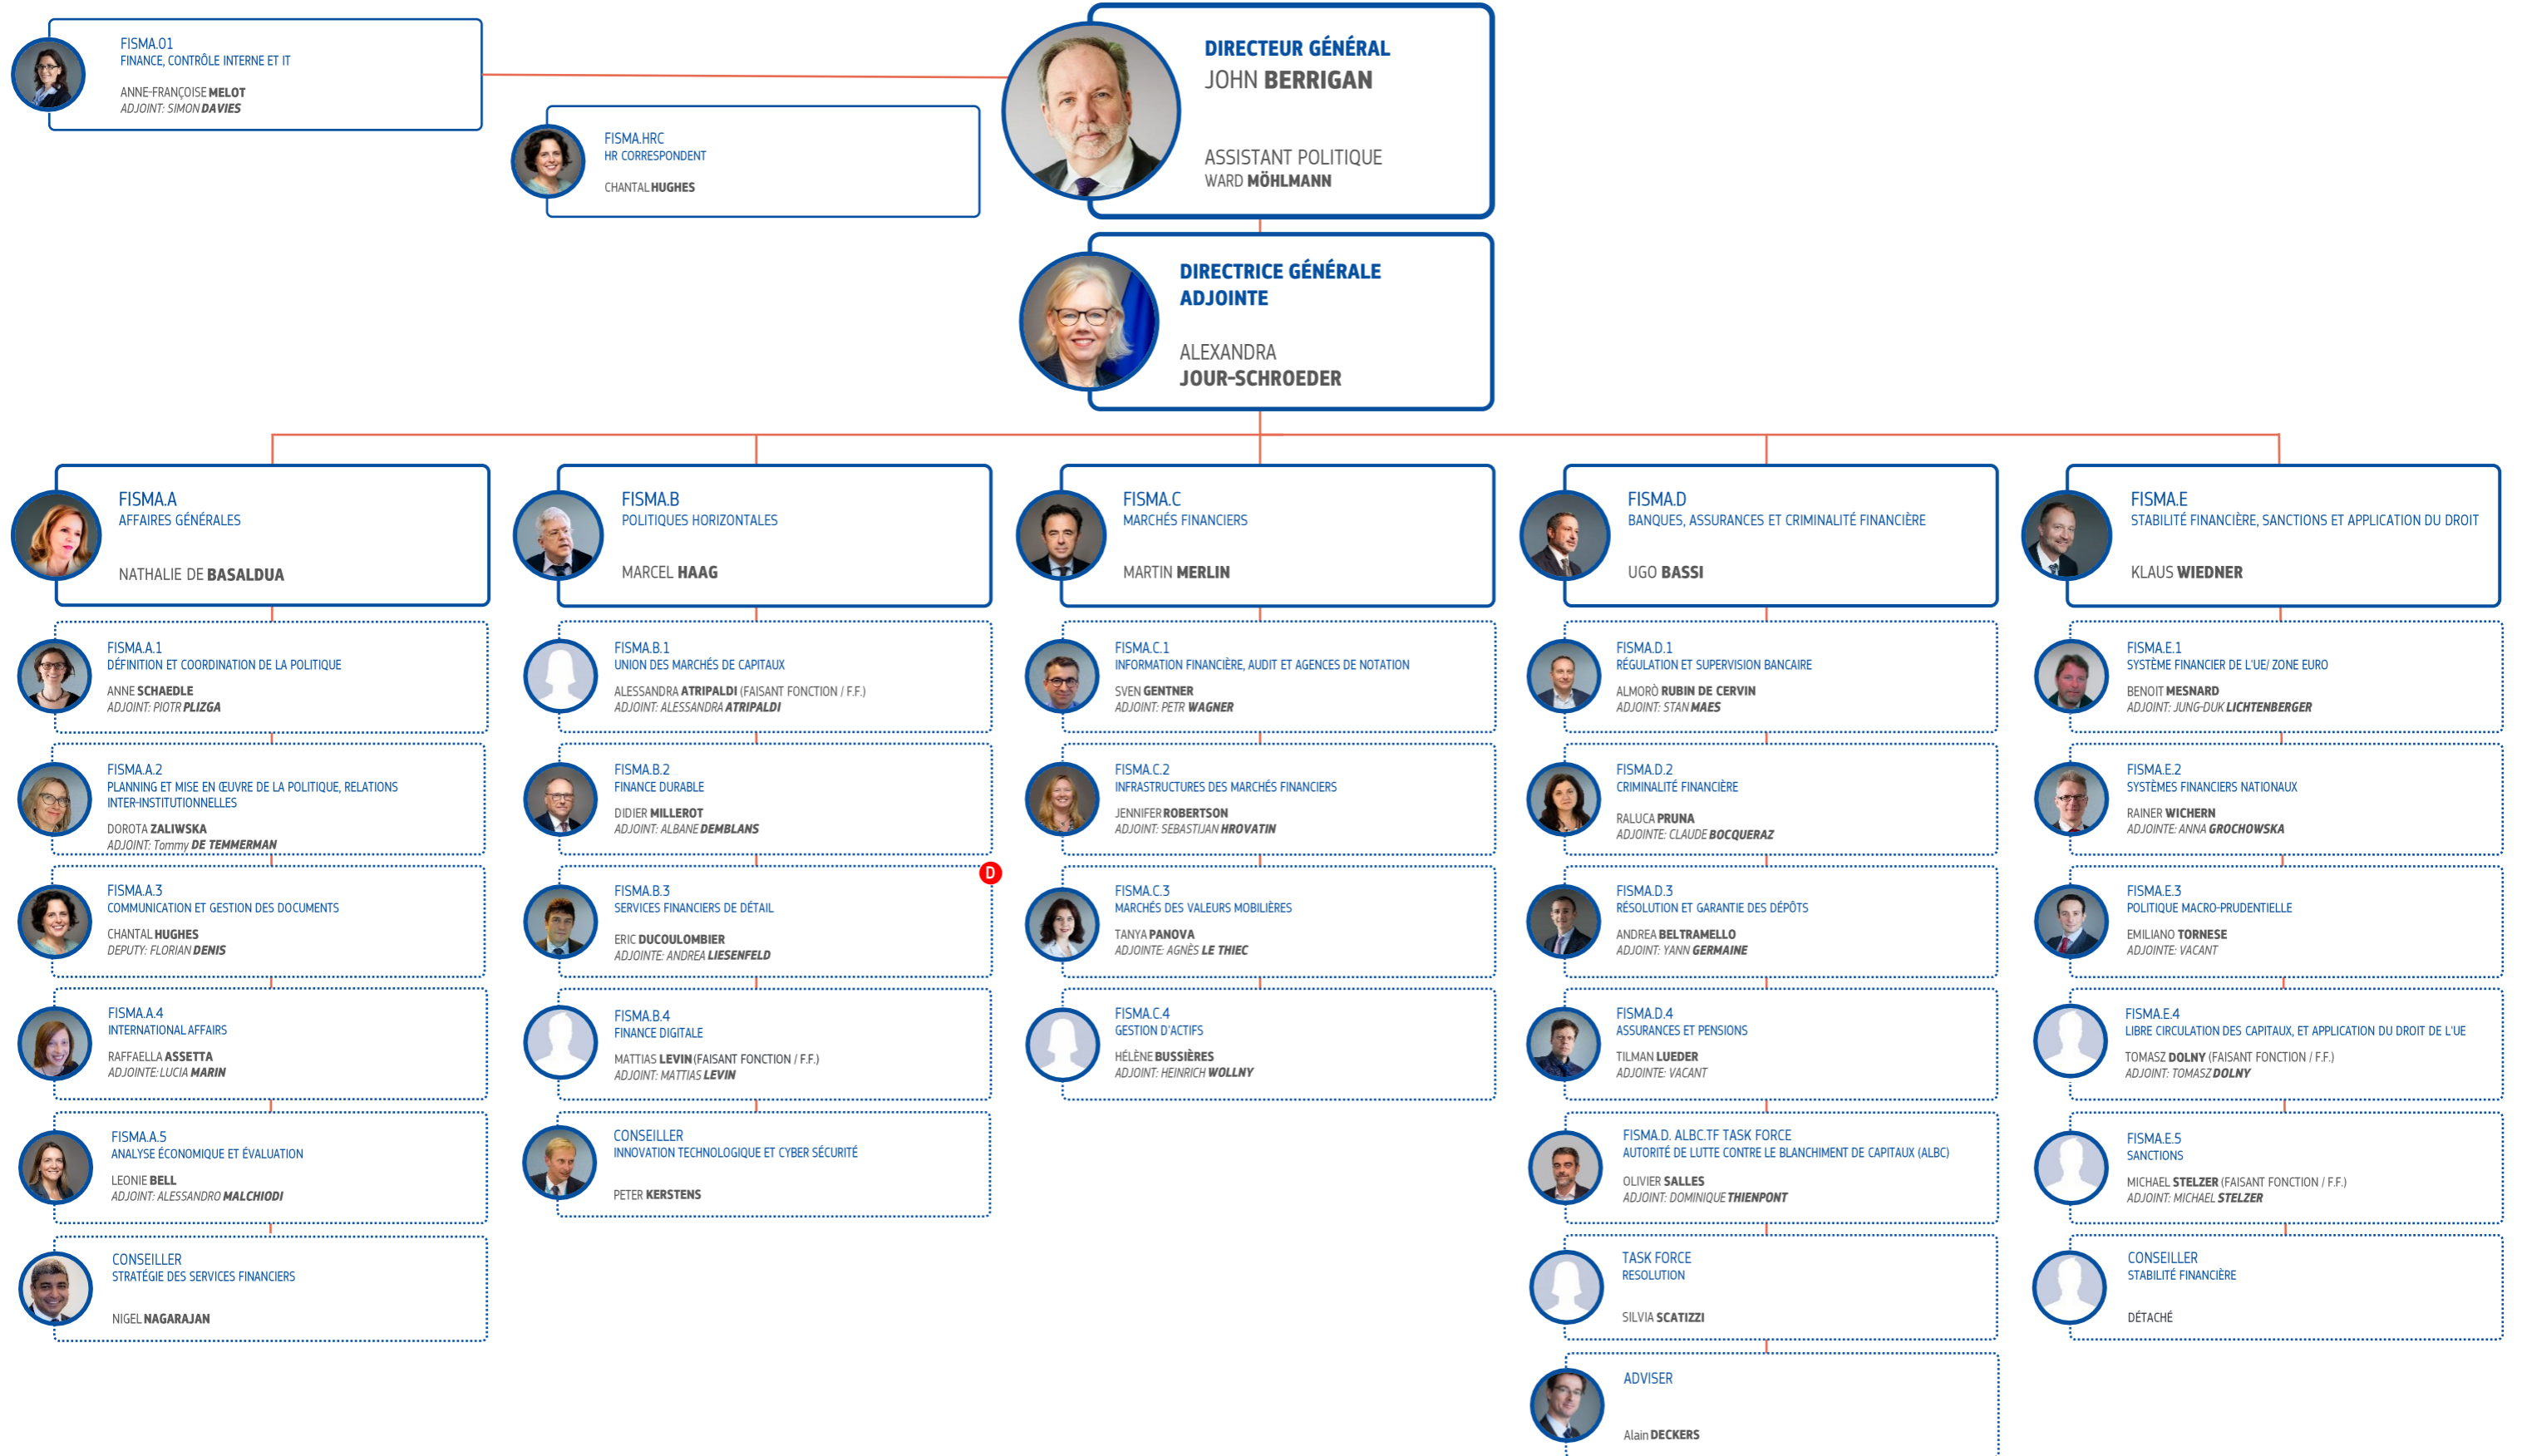 FISMA.01
FINANCE, CONTRÔLE INTERNE ET IT
ANNE-FRANÇOISE MELOT
ADJOINT: SIMON DAVIES
FISMA.HRC
HR CORRESPONDENT
CHANTAL HUGHES
DIRECTEUR GÉNÉRAL
JOHN BERRIGAN
ASSISTANT POLITIQUE
WARD MÖHLMANN
DIRECTRICE GÉNÉRALE
ADJOINTE
ALEXANDRA
JOUR-SCHROEDER
FISMA.A
AFFAIRES GÉNÉRALES
NATHALIE DE BASALDUA
FISMA.A.1
DÉFINITION ET COORDINATION DE LA POLITIQUE
ANNE SCHAEDLE
ADJOINT: PIOTR PLIZGA
FISMA.A.2
PLANNING ET MISE EN ŒUVRE DE LA POLITIQUE, RELATIONS
INTER-INSTITUTIONNELLES
DOROTA ZALIWSKA
ADJOINT: Tommy DE TEMMERMAN
FISMA.A.3
COMMUNICATION ET GESTION DES DOCUMENTS
CHANTAL HUGHES
DEPUTY: FLORIAN DENIS
FISMA.A.4
INTERNATIONAL AFFAIRS
RAFFAELLA ASSETTA
ADJOINTE: LUCIA MARIN
FISMA.A.5
ANALYSE ÉCONOMIQUE ET ÉVALUATION
LEONIE BELL
ADJOINT: ALESSANDRO MALCHIODI
CONSEILLER
STRATÉGIE DES SERVICES FINANCIERS
NIGEL NAGARAJAN
FISMA.B
POLITIQUES HORIZONTALES
MARCEL HAAG
FISMA.B.1
UNION DES MARCHÉS DE CAPITAUX
ALESSANDRA ATRIPALDI (FAISANT FONCTION / F.F.)
ADJOINT: ALESSANDRA ATRIPALDI
FISMA.B.2
FINANCE DURABLE
DIDIER MILLEROT
ADJOINT: ALBANE DEMBLANS
D
FISMA.B.3
SERVICES FINANCIERS DE DÉTAIL
ERIC DUCOULOMBIER
ADJOINTE: ANDREA LIESENFELD
FISMA.B.4
FINANCE DIGITALE
MATTIAS LEVIN (FAISANT FONCTION / F.F.)
ADJOINT: MATTIAS LEVIN
CONSEILLER
INNOVATION TECHNOLOGIQUE ET CYBER SÉCURITÉ
PETER KERSTENS
FISMA.C
MARCHÉS FINANCIERS
MARTIN MERLIN
FISMA.C.1
INFORMATION FINANCIÈRE, AUDIT ET AGENCES DE NOTATION
SVEN GENTNER
ADJOINT: PETR WAGNER
FISMA.C.2
INFRASTRUCTURES DES MARCHÉS FINANCIERS
JENNIFER ROBERTSON
ADJOINT: SEBASTIJAN HROVATIN
FISMA.C.3
MARCHÉS DES VALEURS MOBILIÈRES
TANYA PANOVA
ADJOINTE: AGNÈS LE THIEC
FISMA.C.4
GESTION D'ACTIFS
HÉLÈNE BUSSIÈRES
ADJOINT: HEINRICH WOLLNY
FISMA.D
BANQUES, ASSURANCES ET CRIMINALITÉ FINANCIÈRE
UGO BASSI
FISMA.D.1
RÉGULATION ET SUPERVISION BANCAIRE
ALMORÒ RUBIN DE CERVIN
ADJOINT: STAN MAES
FISMA.D.2
CRIMINALITÉ FINANCIÈRE
RALUCA PRUNA
ADJOINTE: CLAUDE BOCQUERAZ
FISMA.D.3
RÉSOLUTION ET GARANTIE DES DÉPÔTS
ANDREA BELTRAMELLO
ADJOINT: YANN GERMAINE
FISMA.D.4
ASSURANCES ET PENSIONS
TILMAN LUEDER
ADJOINTE: VACANT
FISMA.D. ALBC.TF TASK FORCE
AUTORITÉ DE LUTTE CONTRE LE BLANCHIMENT DE CAPITAUX (ALBC)
OLIVIER SALLES
ADJOINT: DOMINIQUE THIENPONT
TASK FORCE
RESOLUTION
SILVIA SCATIZZI
ADVISER
Alain DECKERS
FISMA.E
STABILITÉ FINANCIÈRE, SANCTIONS ET APPLICATION DU DROIT
KLAUS WIEDNER
FISMA.E.1
SYSTÈME FINANCIER DE L'UE/ ZONE EURO
BENOIT MESNARD
ADJOINT: JUNG-DUK LICHTENBERGER
FISMA.E.2
SYSTÈMES FINANCIERS NATIONAUX
RAINER WICHERN
ADJOINTE: ANNA GROCHOWSKA
FISMA.E.3
POLITIQUE MACRO-PRUDENTIELLE
EMILIANO TORNESE
ADJOINTE: VACANT
FISMA.E.4
LIBRE CIRCULATION DES CAPITAUX, ET APPLICATION DU DROIT DE L'UE
TOMASZ DOLNY (FAISANT FONCTION / F.F.)
ADJOINT: TOMASZ DOLNY
FISMA.E.5
SANCTIONS
MICHAEL STELZER (FAISANT FONCTION / F.F.)
ADJOINT: MICHAEL STELZER
CONSEILLER
STABILITÉ FINANCIÈRE
DÉTACHÉ